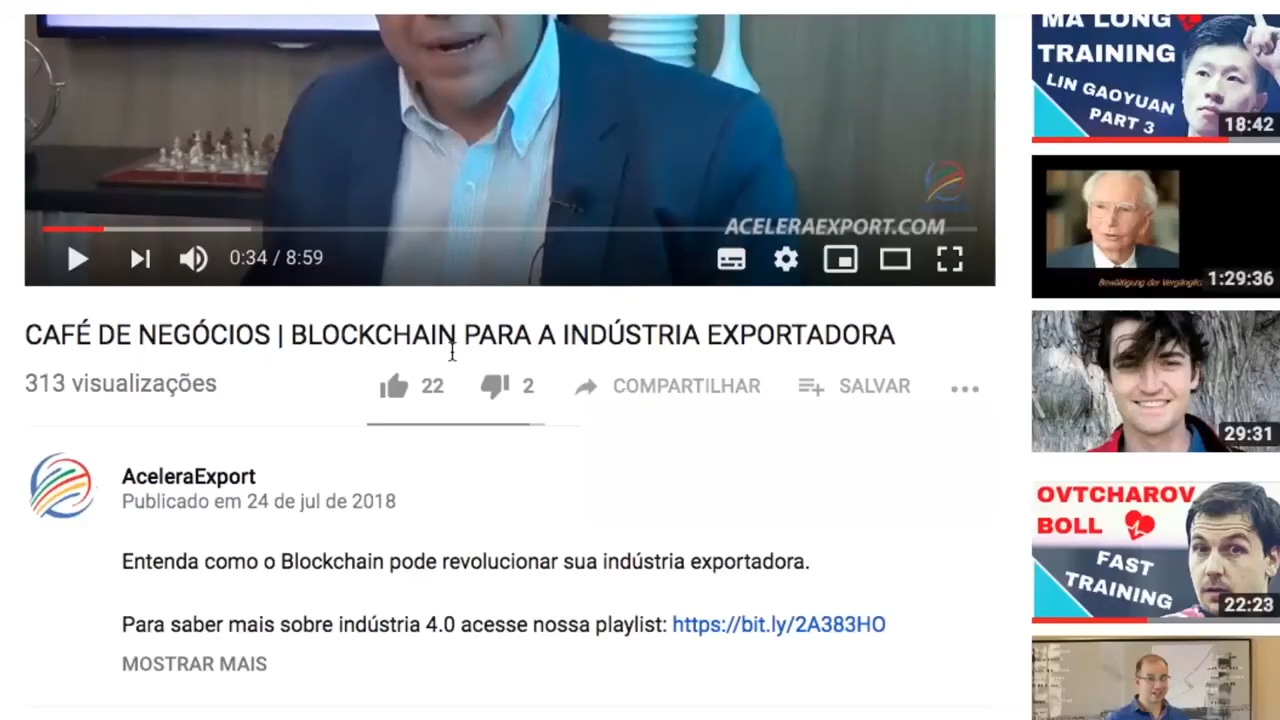 ACELERAEXPORT.COM
0:34 / 8:59
CAFÉ DE NEGÓCIOS | BLOCKCHAIN PARA A INDÚSTRIA EXPORTADORA
313 visualizações
22
2
COMPARTILHAR
SALVAR
AceleraExport
Publicado em 24 de jul de 2018
Entenda como o Blockchain pode revolucionar sua indústria exportadora.
Para saber mais sobre indústria 4.0 acesse nossa playlist: https://bit.ly/2A383HO
MOSTRAR MAIS
MA LONG
TRAINING
LIN GAOYUAN
PART 3
18:42
Bewältigung der
1:29:36
29:31
OVTCHAROV
BOLL
FAST
TRAINING
22:23